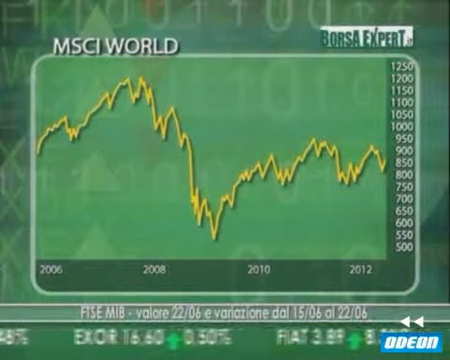 MSCI WORLD
BORSA EXPERT.it
1250
1200
1150
1100
1050
1000
950
900
850
800
750
700
650
600
550
500
2006 2008 2010 2012
FTSE MIB - valore 22/06 e variazione dal 15/06 al 22/06
48% EXOR 16.60 0.50% FIAT 3.89
ODEON